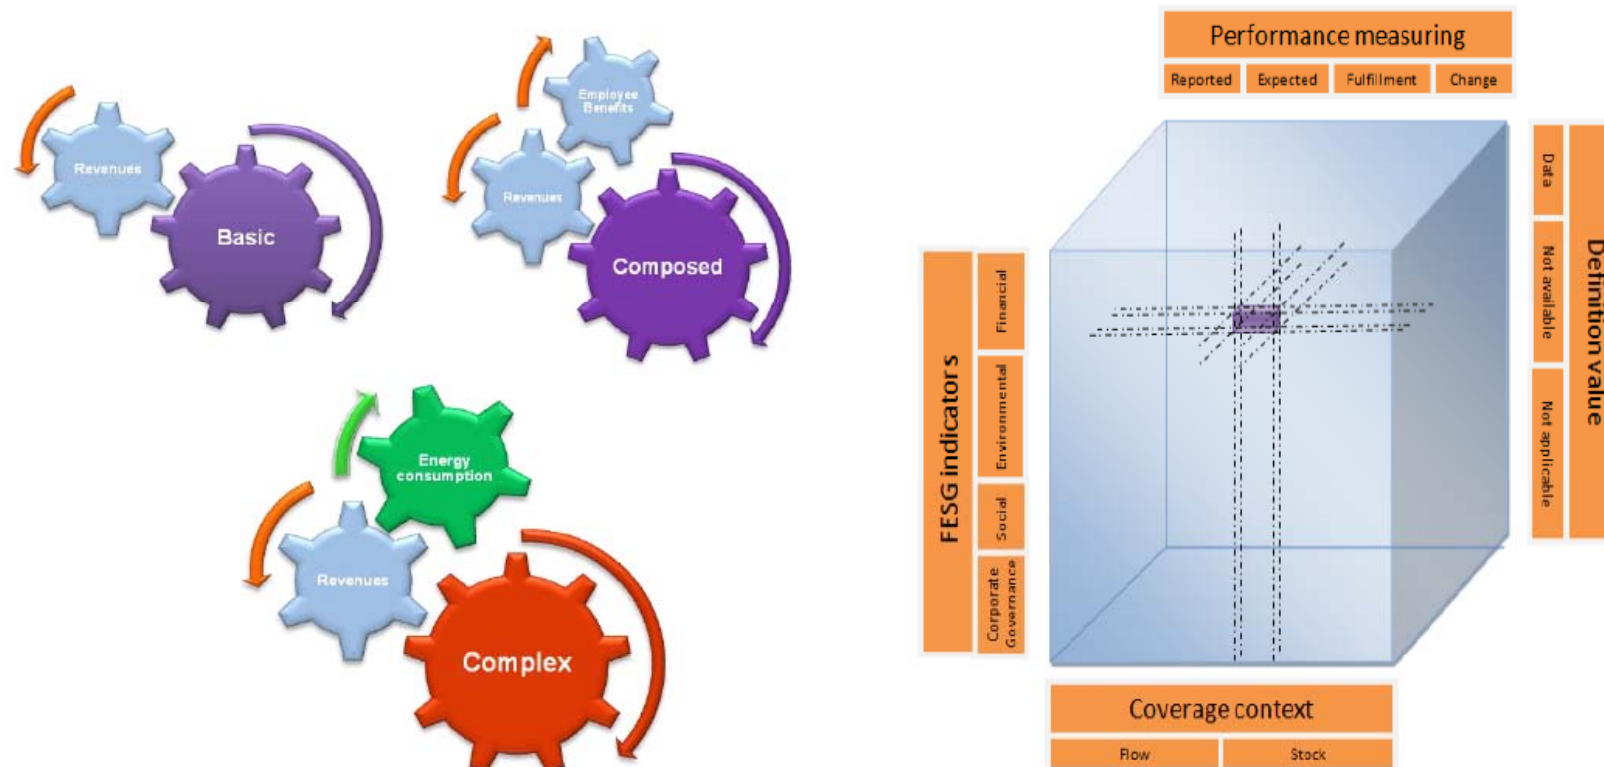 Revenues
Basic
Employee
Benefits
Revenues
Composed
Energy
consumption
Revenues
Complex
Performance measuring
Reported Expected Fulfillment Change
FESG indicators
Financial
Environmental
Social
Corporate
Governance
Data
Not available
Not applicable
Definition value
Coverage context
Flow Stock